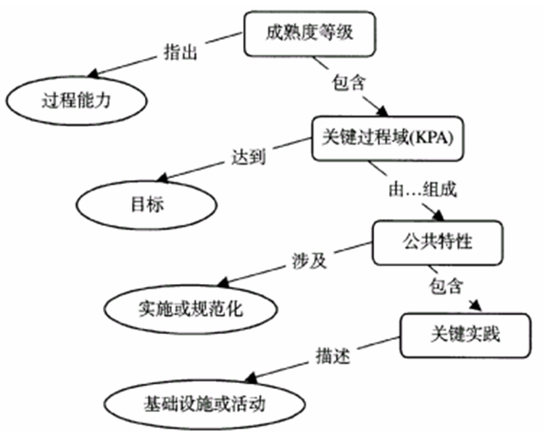 成熟度等级
指出
过程能力
包含
关键过程域(KPA)
达到
目标
由…组成
公共特性
涉及
实施或规范化
包含
关键实践
描述
基础设施或活动